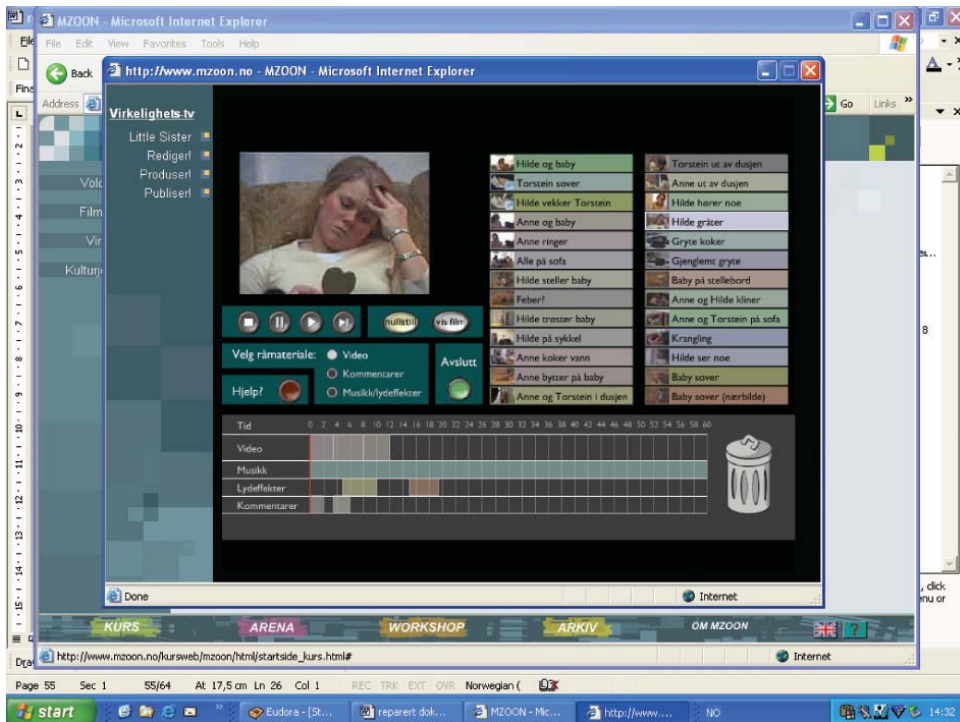 MZOON - Microsoft Internet Explorer
File Edit View Favorites Tools Help
Back
http://www.mzoon.no - MZOON - Microsoft Internet Explorer
Address
Go Links »
Virkelighets-tv
Little Sister
Rediger!
Produser!
Publiser!
Vold
Film
Vir
Kulturj
Hilde og baby
Torstein sover
Hilde vekker Torstein
Anne og baby
Anne ringer
Alle på sofa
Hilde steller baby
Feber?
Hilde trøster baby
Hilde på sykkel
Anne koker vann
Anne bytter på baby
Anne og Torstein i dusjen
Torstein ut av dusjen
Anne ut av dusjen
Hilde hører noe
Hilde gråter
Gryte koker
Gjenglemt gryte
Baby på stellebord
Anne og Hilde kliner
Anne og Torstein på sofa
Krangling
Hilde ser noe
Baby sover
Baby sover (nærbilde)
nullstill vis film
Velg råmateriale: Video
Kommentarer
Musikk/lydeffekter
Avslutt
Hjelp?
Tid 0 2 4 6 8 10 12 14 16 18 20 22 24 26 28 30 32 34 36 38 40 42 44 46 48 50 52 54 56 58 60
Video
Musikk
Lydeffekter
Kommentarer
Done Internet
KURS ARENA WORKSHOP ARKIV OM MZOON ?
http://www.mzoon.no/kursweb/mzoon/html/startside_kurs.html# Internet
, click
nu or
Page 55 Sec 1 55/64 At 17,5 cm Ln 26 Col 1 REC TRK EXT OVR Norwegian (
start Eudora - [St... reparert dok... MZOON - Mic... http://www.... NO 14:32